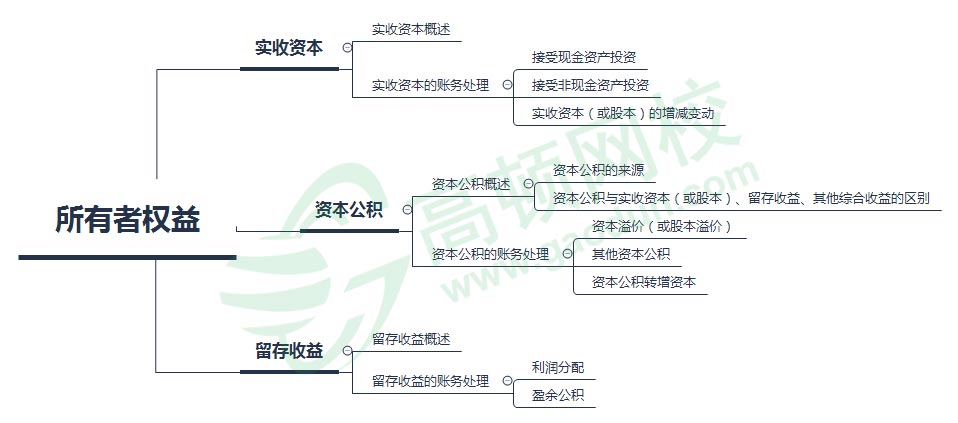 所有者权益
实收资本
实收资本概述
实收资本的账务处理
接受现金资产投资
接受非现金资产投资
实收资本（或股本）的增减变动
资本公积
资本公积概述
资本公积的来源
资本公积与实收资本（或股本）、留存收益、其他综合收益的区别
资本公积的账务处理
资本溢价（或股本溢价）
其他资本公积
资本公积转增资本
留存收益
留存收益概述
留存收益的账务处理
利润分配
盈余公积
高顿网校
www.gaodun.com